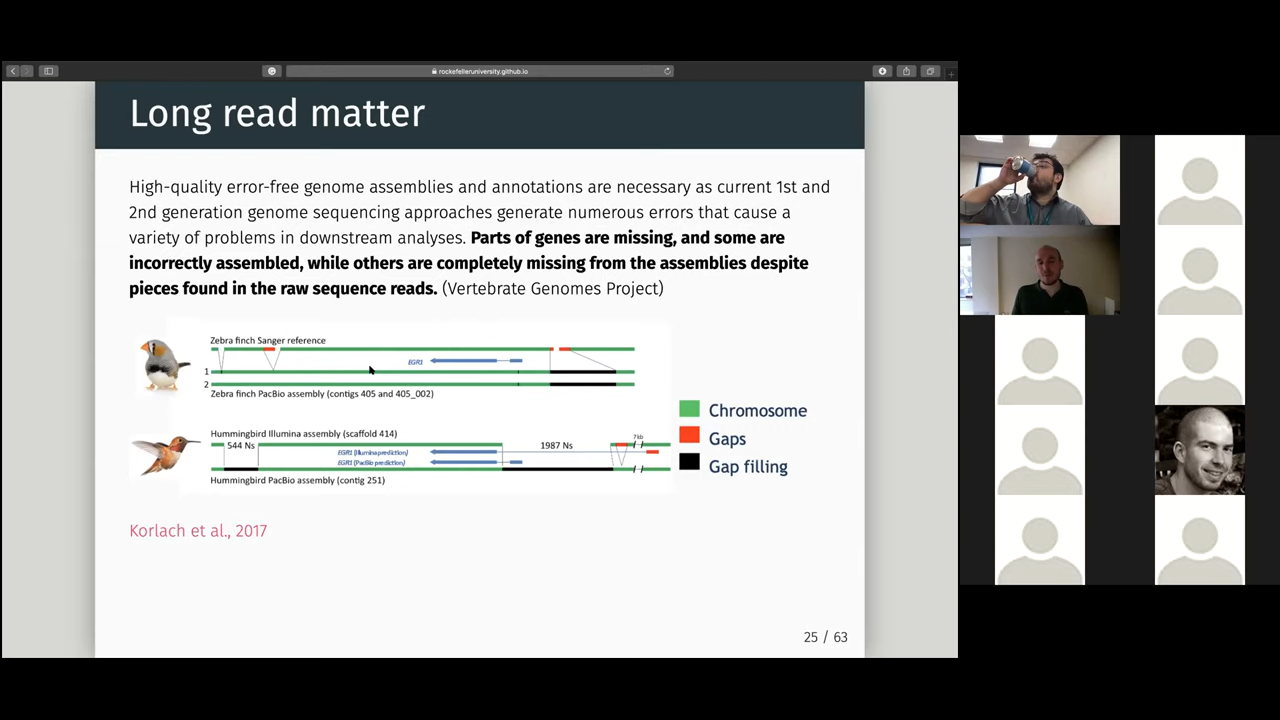 rockefelleruniversity.github.io
Long read matter
High-quality error-free genome assemblies and annotations are necessary as current 1st and
2nd generation genome sequencing approaches generate numerous errors that cause a
variety of problems in downstream analyses. Parts of genes are missing, and some are
incorrectly assembled, while others are completely missing from the assemblies despite
pieces found in the raw sequence reads. (Vertebrate Genomes Project)
Zebra finch Sanger reference
EGR1
1
2
Zebra finch PacBio assembly (contigs 405 and 405_002)
Hummingbird Illumina assembly (scaffold 414)
544 Ns
1987 Ns
7kb
EGR1 (Illumina prediction)
EGR1 (PacBio prediction)
Hummingbird PacBio assembly (contig 251)
Chromosome
Gaps
Gap filling
Korlach et al., 2017
25 / 63